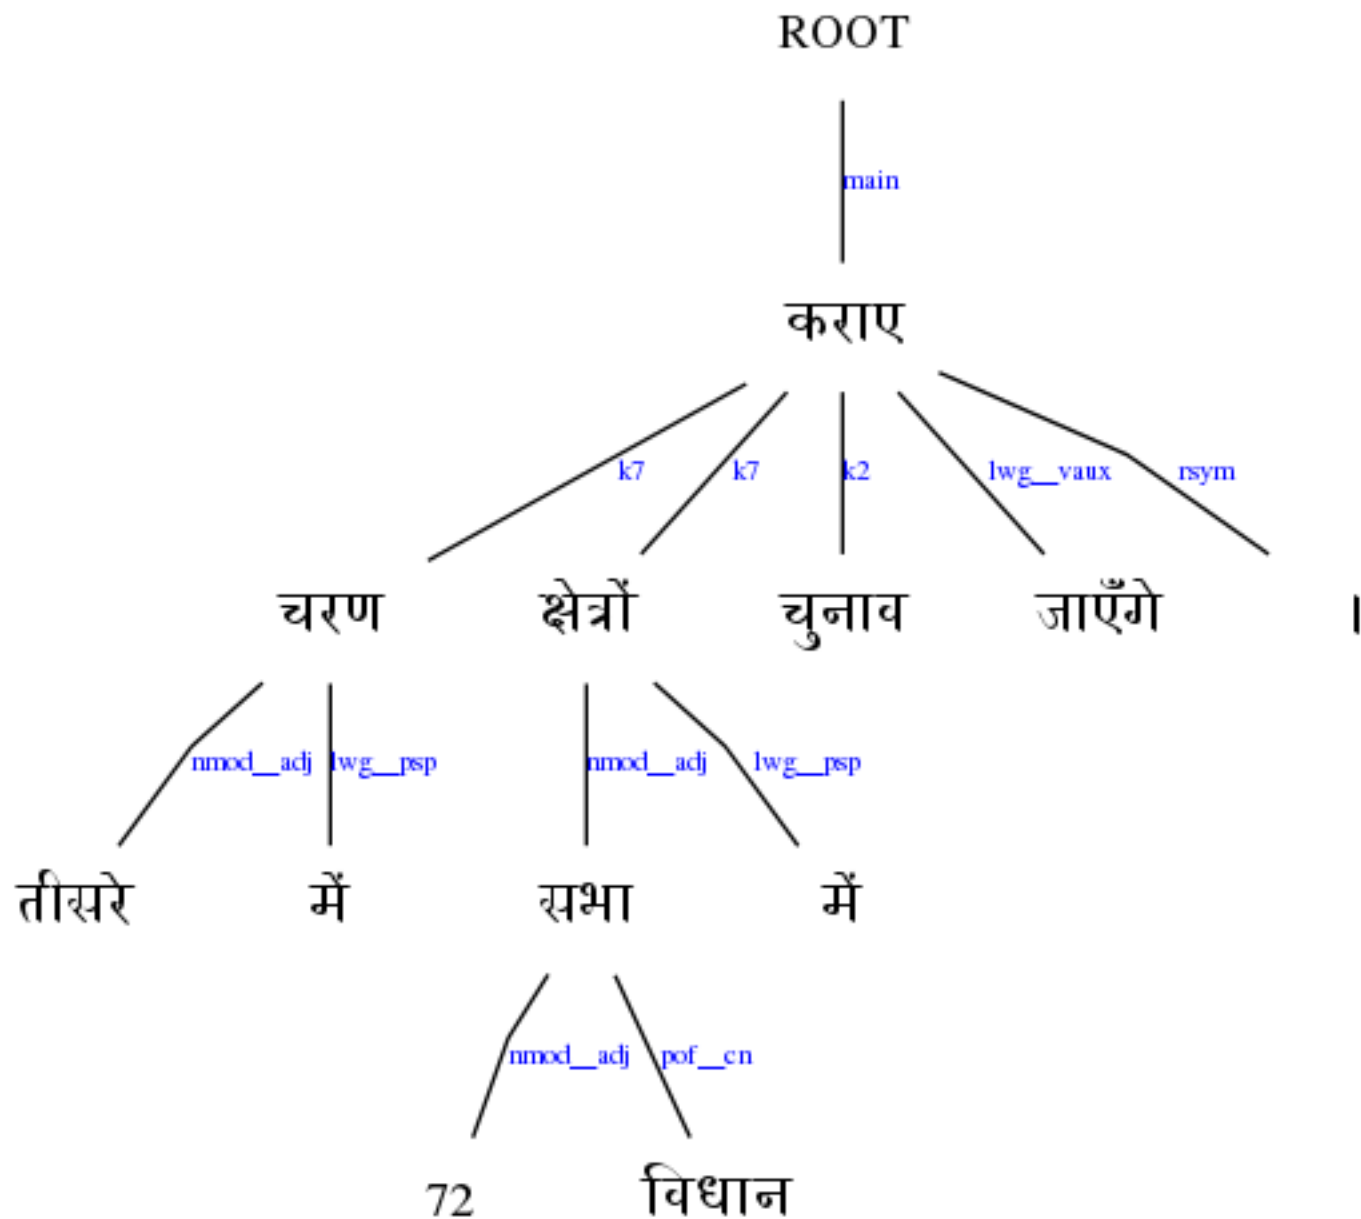 ROOT
main
कराए
k7 k7 k2 lwg__vaux rsym
चरण क्षेत्रों चुनाव जाएँगे ।
nmod__adj lwg__psp nmod__adj lwg__psp
तीसरे में सभा में
nmod__adj pof__cn
72 विधान